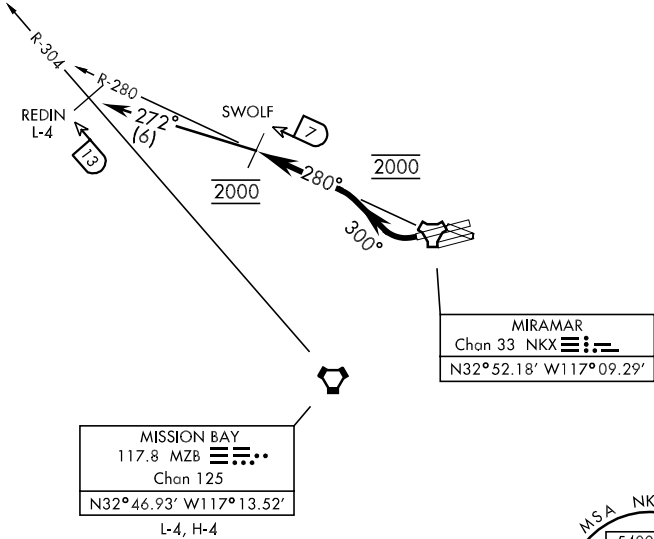 R-304
R-280
REDIN
L-4
13
272°
(6)
SWOLF
7
2000
280°
2000
300°
MIRAMAR
Chan 33 NKX
N32°52.18' W117°09.29'
MISSION BAY
117.8 MZB
Chan 125
N32°46.93' W117°13.52'
L-4, H-4
MSA NK